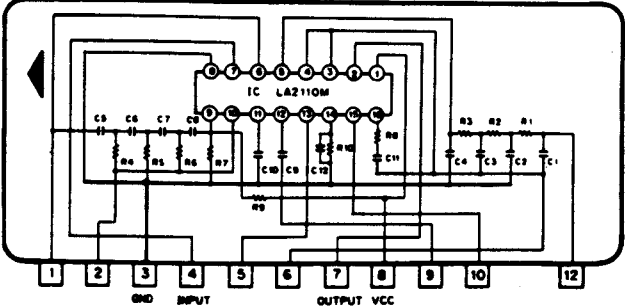 8 7 6 5 4 3 2 1
IC LA2110M
9 10 11 12 13 14 15 16
C5 C6 C7 C8
R4 R5 R6 R7
C10 C9 C12 R10
R8
C11
R3 R2 R1
C4 C3 C2 C1
R9
1 2 3 4 5 6 7 8 9 10 12
GND INPUT OUTPUT VCC